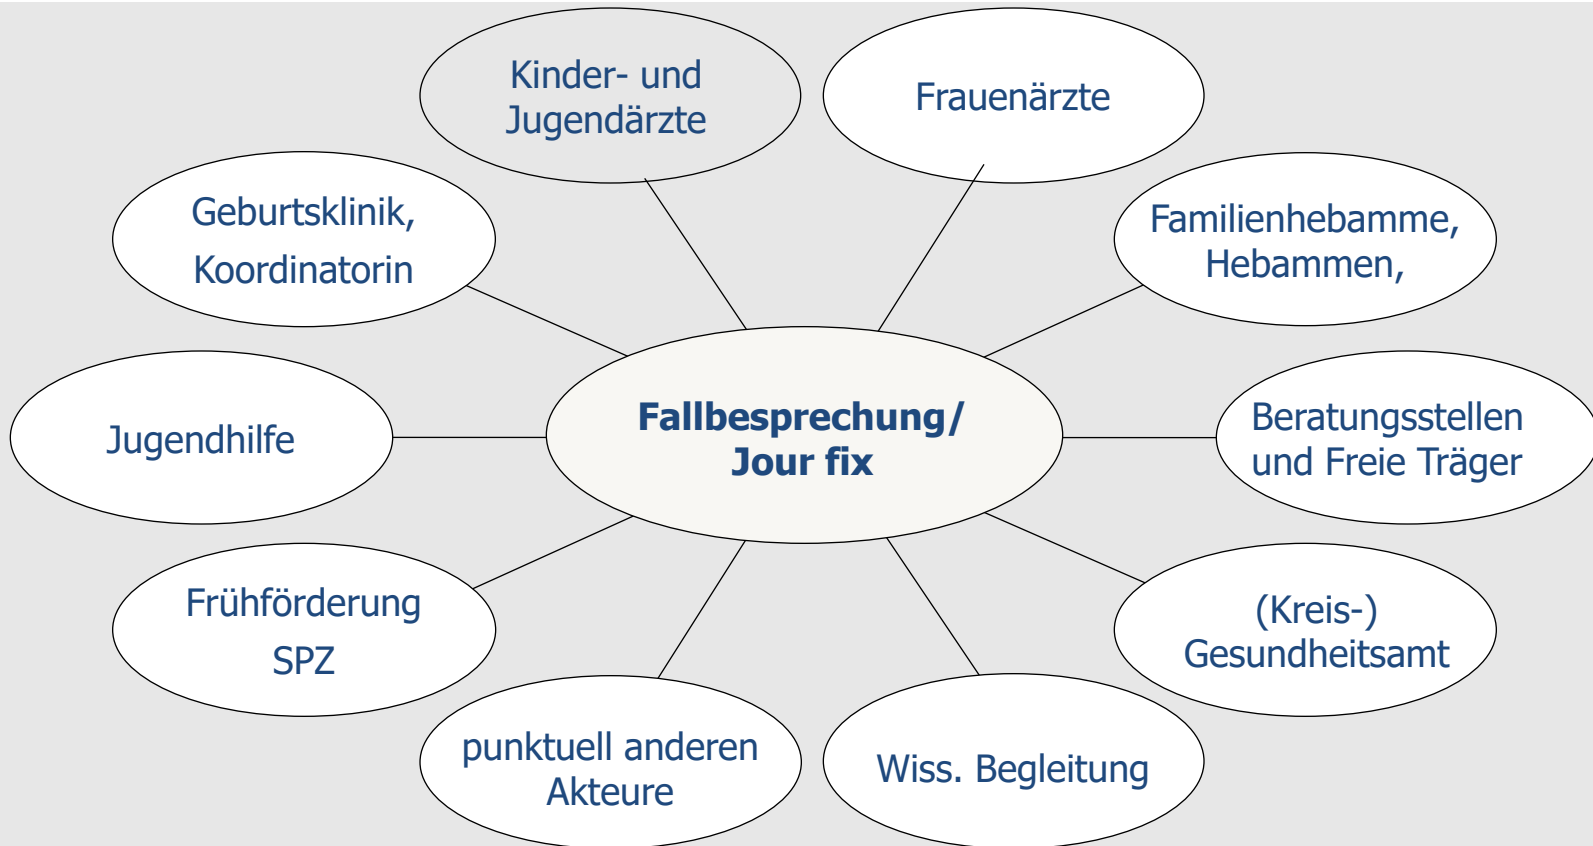 Kinder- und
Jugendärzte
Frauenärzte
Geburtsklinik,
Koordinatorin
Familienhebamme,
Hebammen,
Jugendhilfe
Fallbesprechung/
Jour fix
Beratungsstellen
und Freie Träger
Frühförderung
SPZ
(Kreis-)
Gesundheitsamt
punktuell anderen
Akteure
Wiss. Begleitung